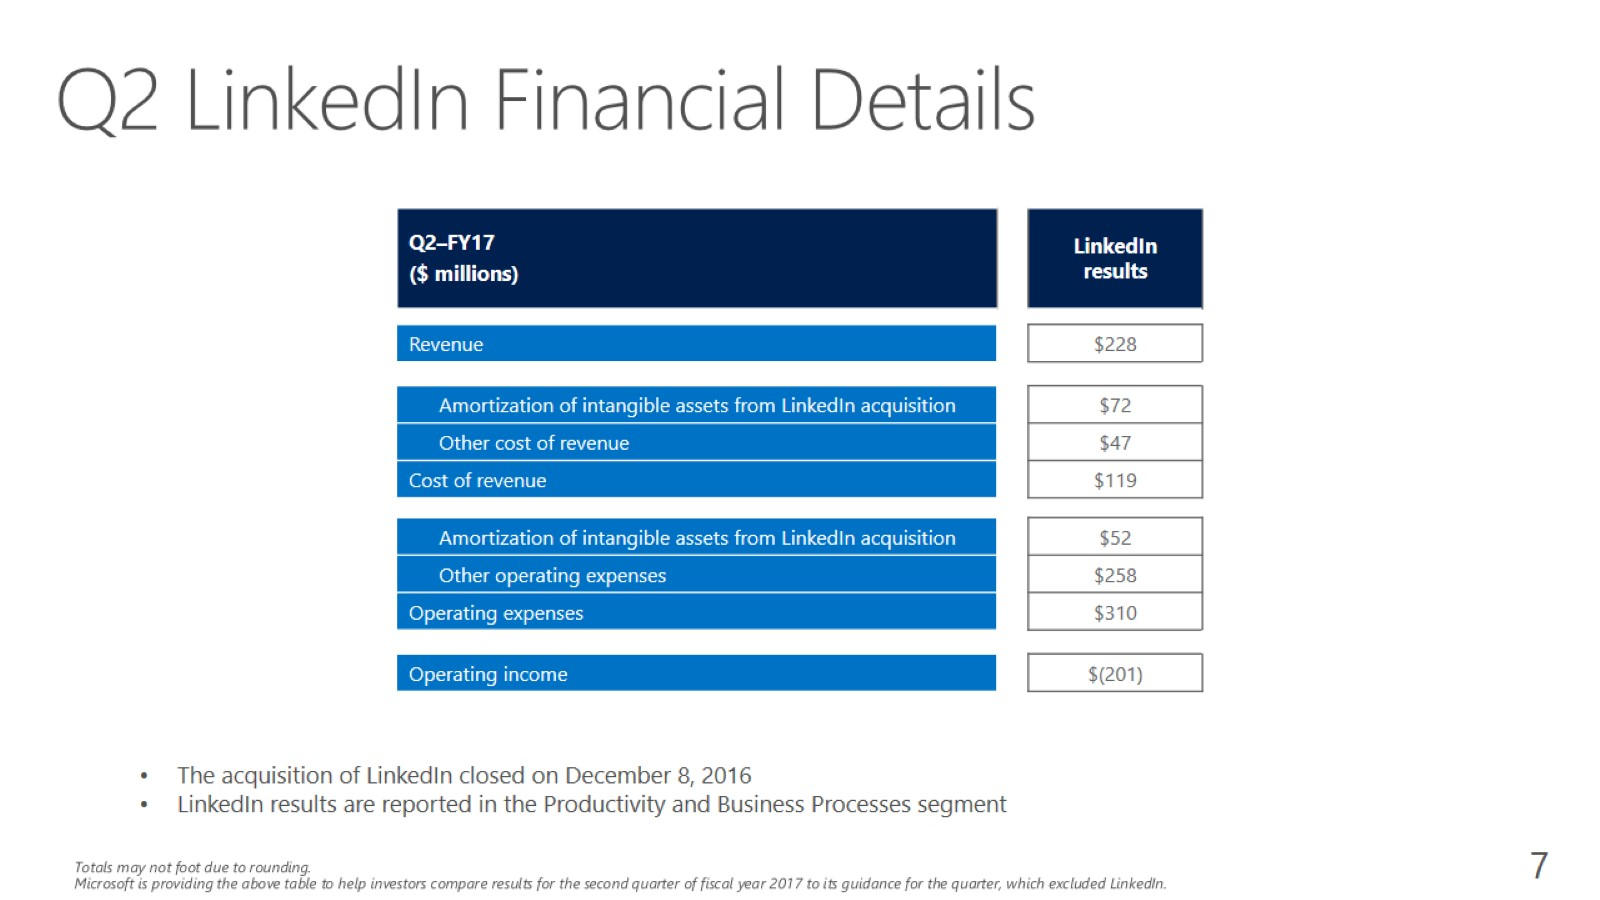 Q2 LinkedIn Financial Details
Q2–FY17
($ millions)
LinkedIn
results
Revenue $228
Amortization of intangible assets from LinkedIn acquisition $72
Other cost of revenue $47
Cost of revenue $119
Amortization of intangible assets from LinkedIn acquisition $52
Other operating expenses $258
Operating expenses $310
Operating income $(201)
• The acquisition of LinkedIn closed on December 8, 2016
• LinkedIn results are reported in the Productivity and Business Processes segment
Totals may not foot due to rounding.
Microsoft is providing the above table to help investors compare results for the second quarter of fiscal year 2017 to its guidance for the quarter, which excluded LinkedIn.
7